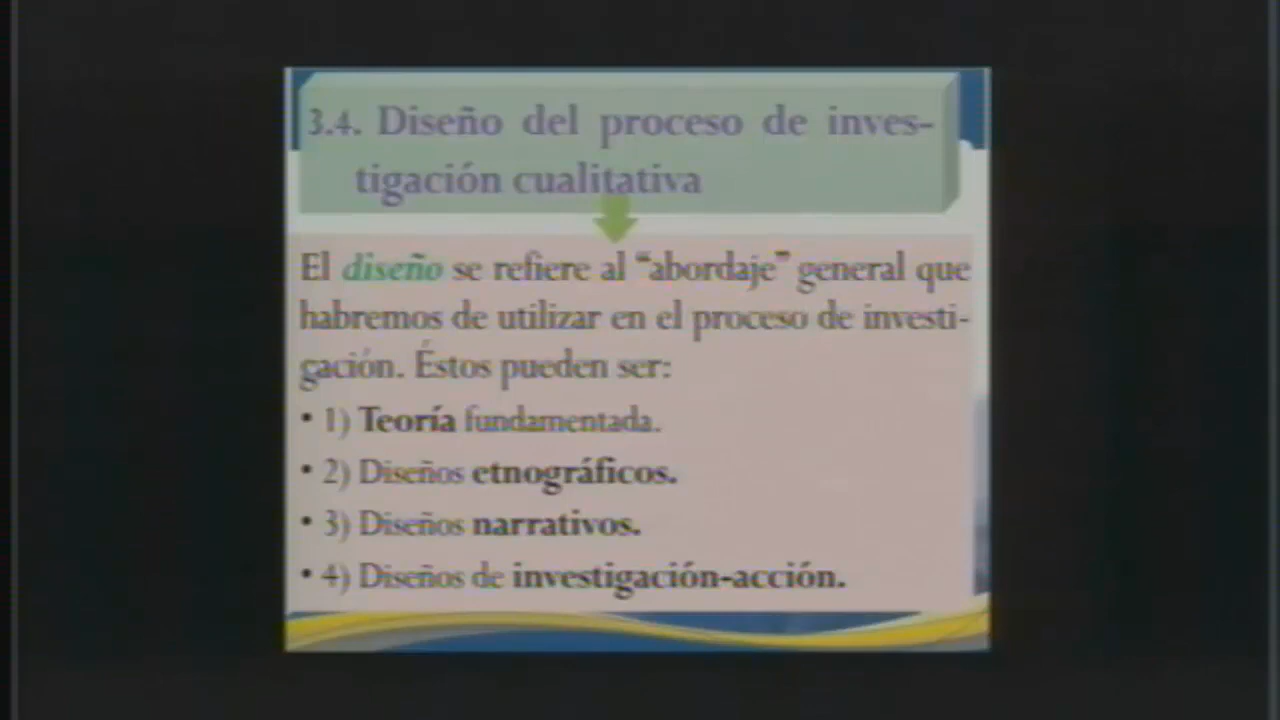 3.4. Diseño del proceso de inves-
tigación cualitativa
El diseño se refiere al “abordaje” general que
habremos de utilizar en el proceso de investi-
gación. Éstos pueden ser:
• 1) Teoría fundamentada.
• 2) Diseños etnográficos.
• 3) Diseños narrativos.
• 4) Diseños de investigación-acción.